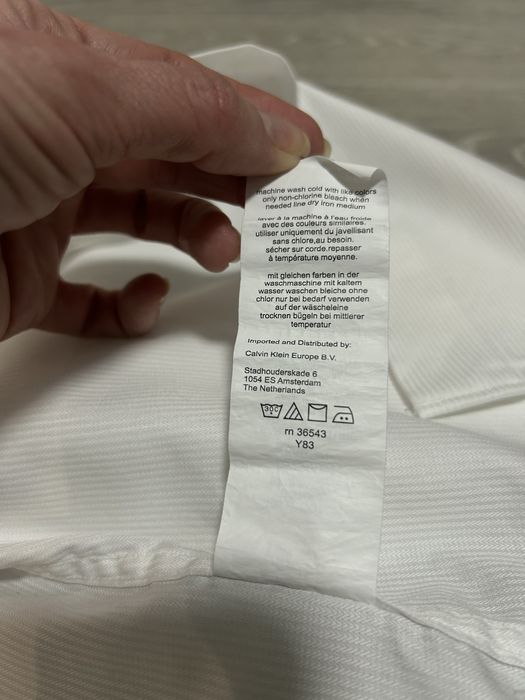 machine wash cold with like colors
only non-chlorine bleach when
needed line dry iron medium
laver à la machine à l'eau froide
avec des couleurs similaires.
utiliser uniquement du javellisant
sans chlore,au besoin.
sécher sur corde.repasser
à température moyenne.
mit gleichen farben in der
waschmaschine mit kaltem
wasser waschen bleiche ohne
chlor nur bei bedarf verwenden
auf der wäscheleine
trocknen bügeln bei mittlerer
temperatur
Imported and Distributed by:
Calvin Klein Europe B.V.
Stadhouderskade 6
1054 ES Amsterdam
The Netherlands
30C
rn 36543
Y83